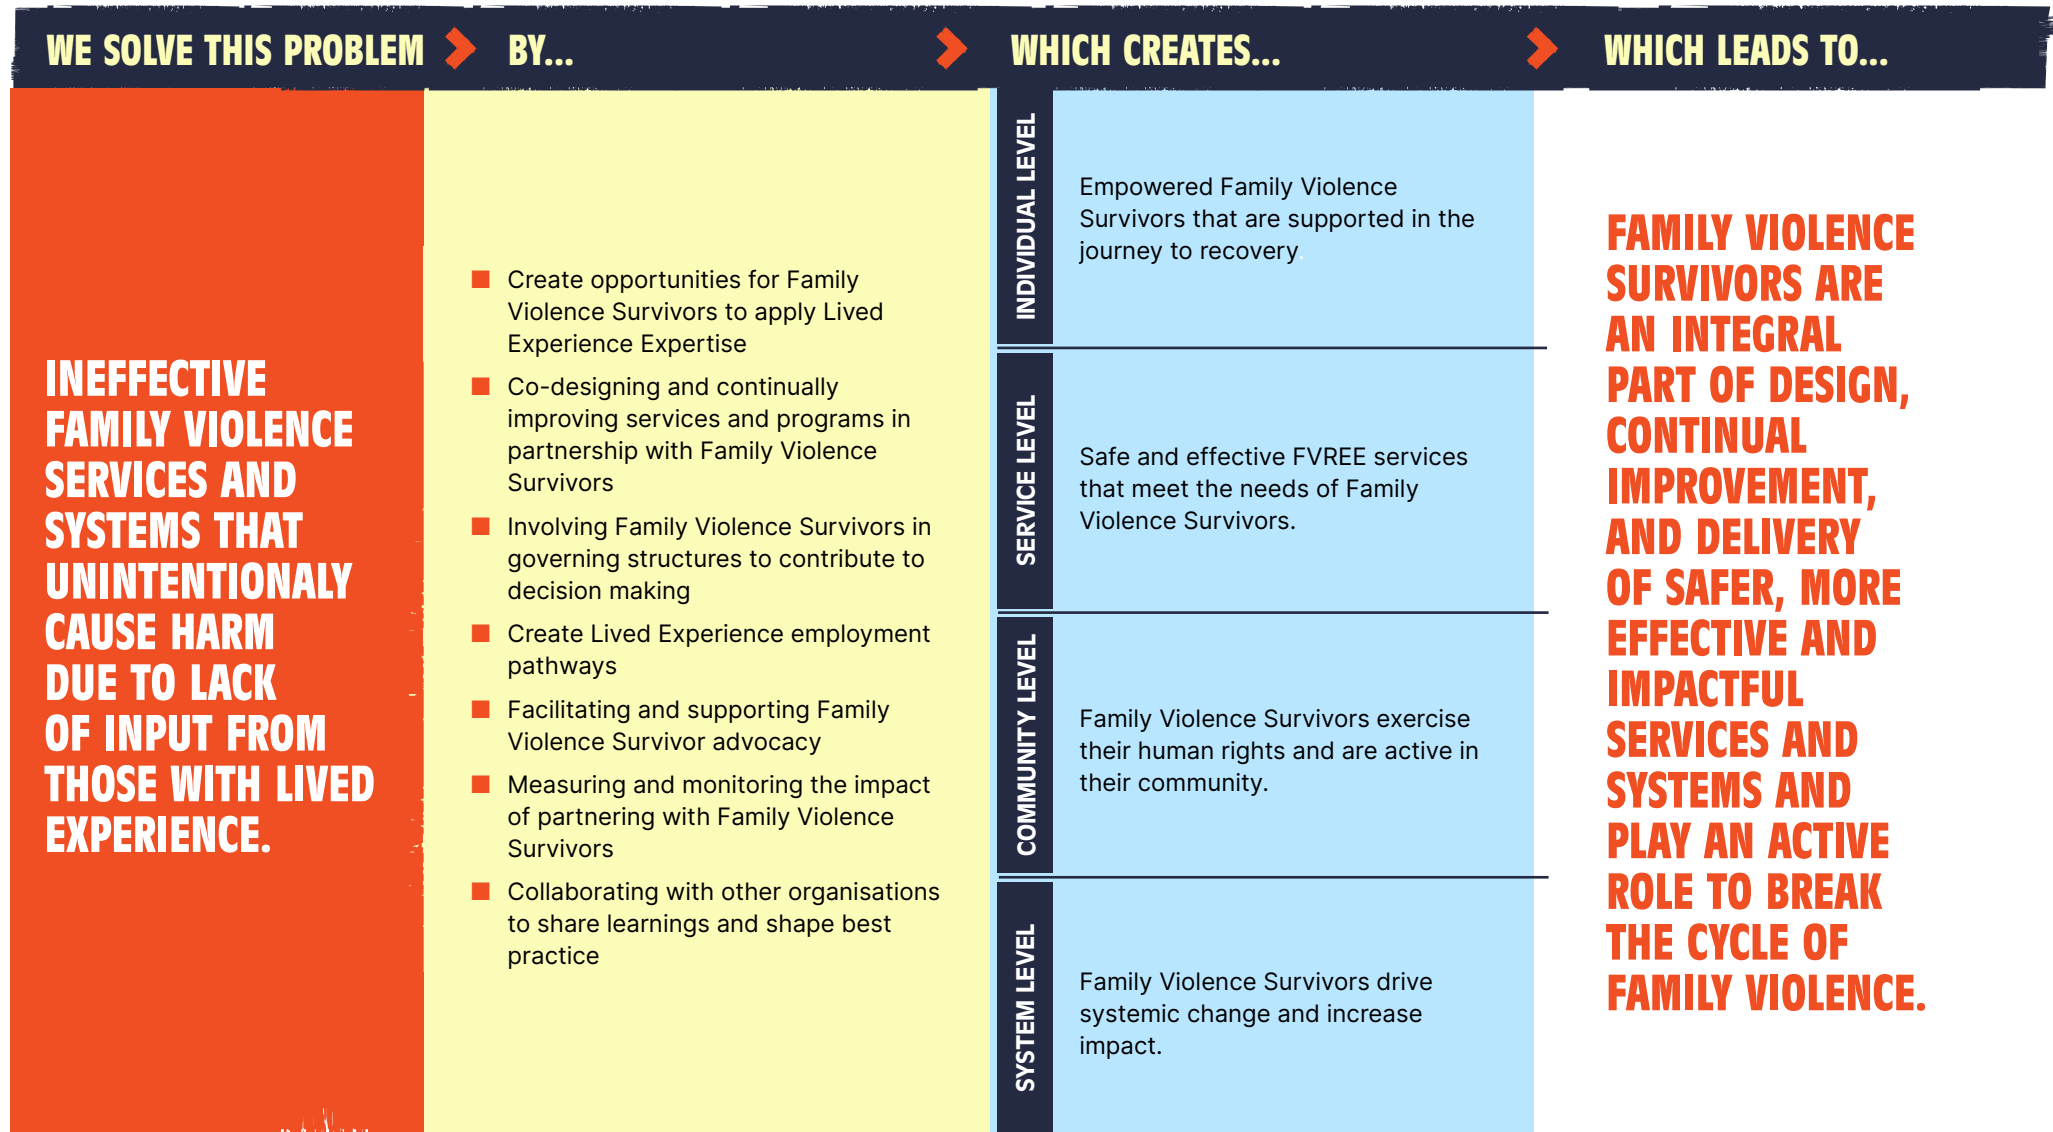 WE SOLVE THIS PROBLEM
BY...
WHICH CREATES...
WHICH LEADS TO...
INEFFECTIVE
FAMILY VIOLENCE
SERVICES AND
SYSTEMS THAT
UNINTENTIONALY
CAUSE HARM
DUE TO LACK
OF INPUT FROM
THOSE WITH LIVED
EXPERIENCE.
Create opportunities for Family
Violence Survivors to apply Lived
Experience Expertise
Co-designing and continually
improving services and programs in
partnership with Family Violence
Survivors
Involving Family Violence Survivors in
governing structures to contribute to
decision making
Create Lived Experience employment
pathways
Facilitating and supporting Family
Violence Survivor advocacy
Measuring and monitoring the impact
of partnering with Family Violence
Survivors
Collaborating with other organisations
to share learnings and shape best
practice
INDIVIDUAL LEVEL
Empowered Family Violence
Survivors that are supported in the
journey to recovery.
SERVICE LEVEL
Safe and effective FVREE services
that meet the needs of Family
Violence Survivors.
COMMUNITY LEVEL
Family Violence Survivors exercise
their human rights and are active in
their community.
SYSTEM LEVEL
Family Violence Survivors drive
systemic change and increase
impact.
FAMILY VIOLENCE
SURVIVORS ARE
AN INTEGRAL
PART OF DESIGN,
CONTINUAL
IMPROVEMENT,
AND DELIVERY
OF SAFER, MORE
EFFECTIVE AND
IMPACTFUL
SERVICES AND
SYSTEMS AND
PLAY AN ACTIVE
ROLE TO BREAK
THE CYCLE OF
FAMILY VIOLENCE.